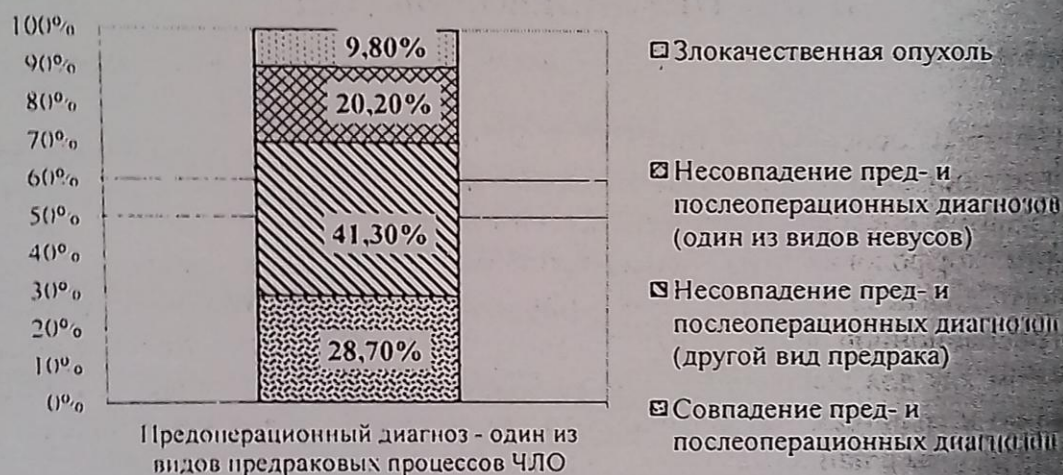 100%
90%
80%
70%
60%
50%
40%
30%
20%
10%
0%
9,80%
20,20%
41,30%
28,70%
Предоперационный диагноз - один из
видов предраковых процессов ЧЛО
Злокачественная опухоль
Несовпадение пред- и
послеоперационных диагнозов
(один из видов невусов)
Несовпадение пред- и
послеоперационных диагнозов
(другой вид предрака)
Совпадение пред- и
послеоперационных диагнозов